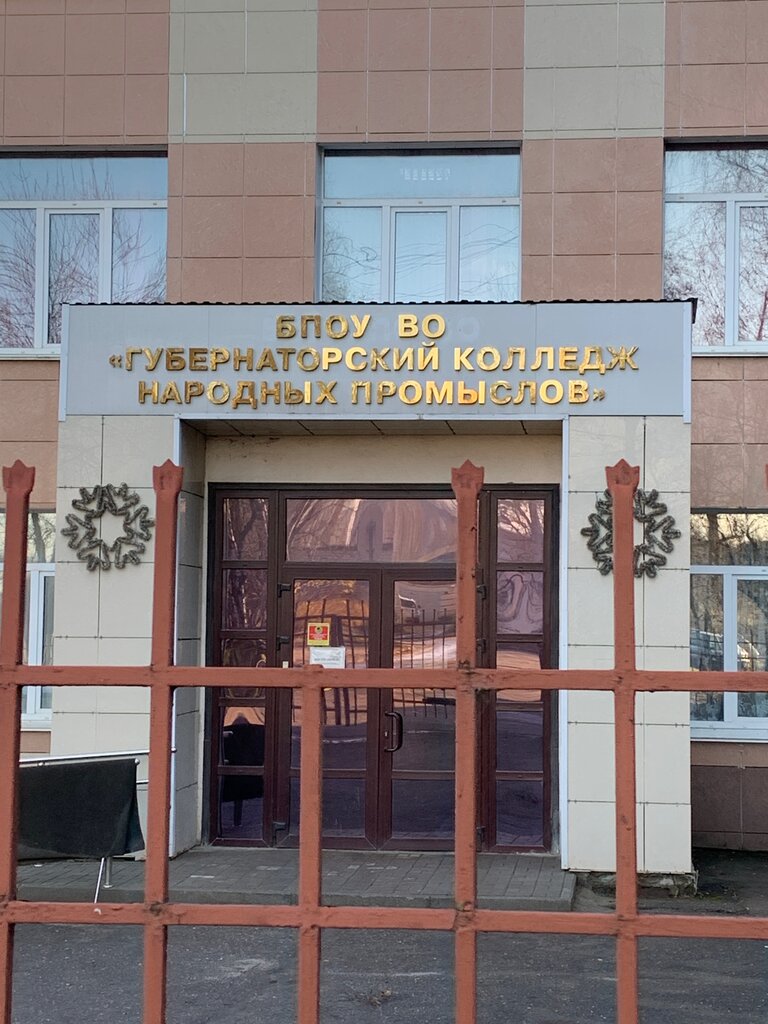 БПОУ ВО
«ГУБЕРНАТОРСКИЙ КОЛЛЕДЖ
НАРОДНЫХ ПРОМЫСЛОВ»